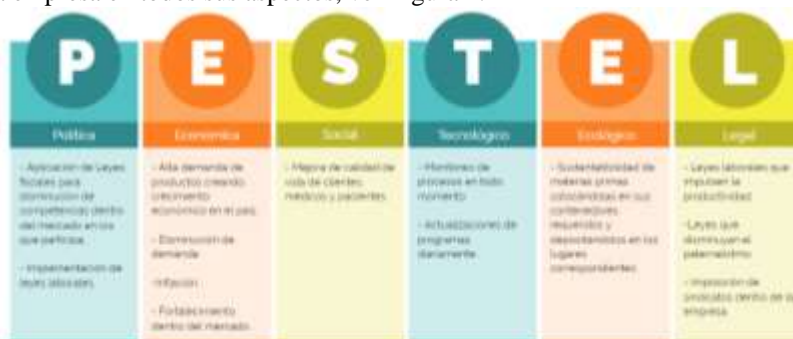 P E S T E L
Política
Económica
Social
Tecnológico
Ecológico
Legal
- Aplicación de Leyes
fiscales para
disminución de
competencias dentro
del mercado en los
que participa.
- Implementación de
leyes laborales.
- Alta demanda de
productos creando
crecimiento
económico en el país.
- Disminución de
demanda
-Inflación
- Fortalecimiento
dentro del mercado.
- Mejora de calidad de
vida de clientes,
médicos y pacientes.
- Monitoreo de
procesos en todo
momento
- Actualizaciones de
programas
diariamente.
- Sustentabilidad de
materias primas
colocándolas en sus
contenedores
requeridos y
depositándolos en los
lugares
correspondientes
- Leyes laborales que
impulsen la
productividad
-Leyes que
disminuyan el
paternalismo
- Imposición de
sindicatos dentro de la
empresa.